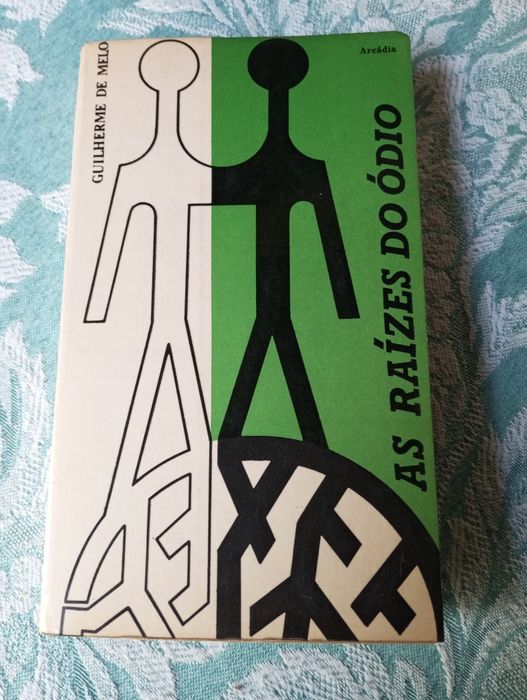 GUILHERME DE MELO
Arcádia
AS RAÍZES DO ÓDIO